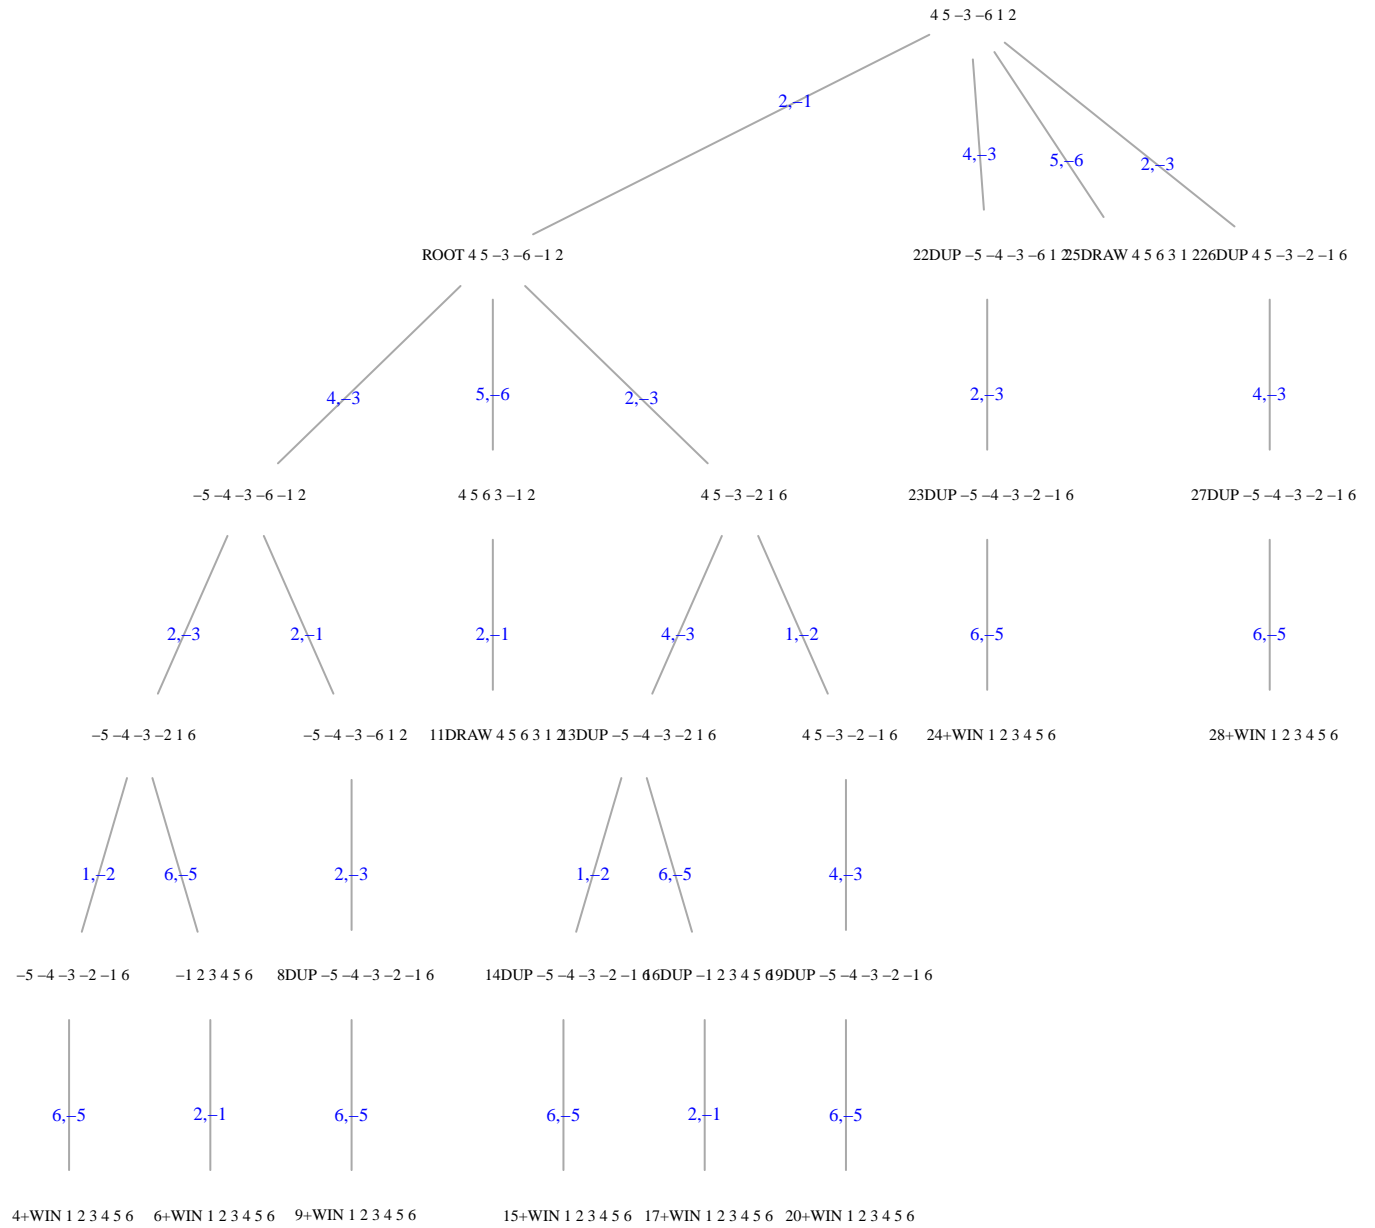 4 5 −3 −6 1 2
2,−1
4,−3
5,−6
2,−3
ROOT 4 5 −3 −6 −1 2
22DUP −5 −4 −3 −6 1 2
25DRAW 4 5 6 3 1 2
26DUP 4 5 −3 −2 −1 6
4,−3
5,−6
2,−3
2,−3
4,−3
−5 −4 −3 −6 −1 2
4 5 6 3 −1 2
4 5 −3 −2 1 6
23DUP −5 −4 −3 −2 −1 6
27DUP −5 −4 −3 −2 −1 6
2,−3
2,−1
2,−1
4,−3
1,−2
6,−5
6,−5
−5 −4 −3 −2 1 6
−5 −4 −3 −6 1 2
11DRAW 4 5 6 3 1 2
13DUP −5 −4 −3 −2 1 6
4 5 −3 −2 −1 6
24+WIN 1 2 3 4 5 6
28+WIN 1 2 3 4 5 6
1,−2
6,−5
2,−3
1,−2
6,−5
4,−3
−5 −4 −3 −2 −1 6
−1 2 3 4 5 6
8DUP −5 −4 −3 −2 −1 6
14DUP −5 −4 −3 −2 −1 6
16DUP −1 2 3 4 5 6
19DUP −5 −4 −3 −2 −1 6
6,−5
2,−1
6,−5
6,−5
2,−1
6,−5
4+WIN 1 2 3 4 5 6
6+WIN 1 2 3 4 5 6
9+WIN 1 2 3 4 5 6
15+WIN 1 2 3 4 5 6
17+WIN 1 2 3 4 5 6
20+WIN 1 2 3 4 5 6